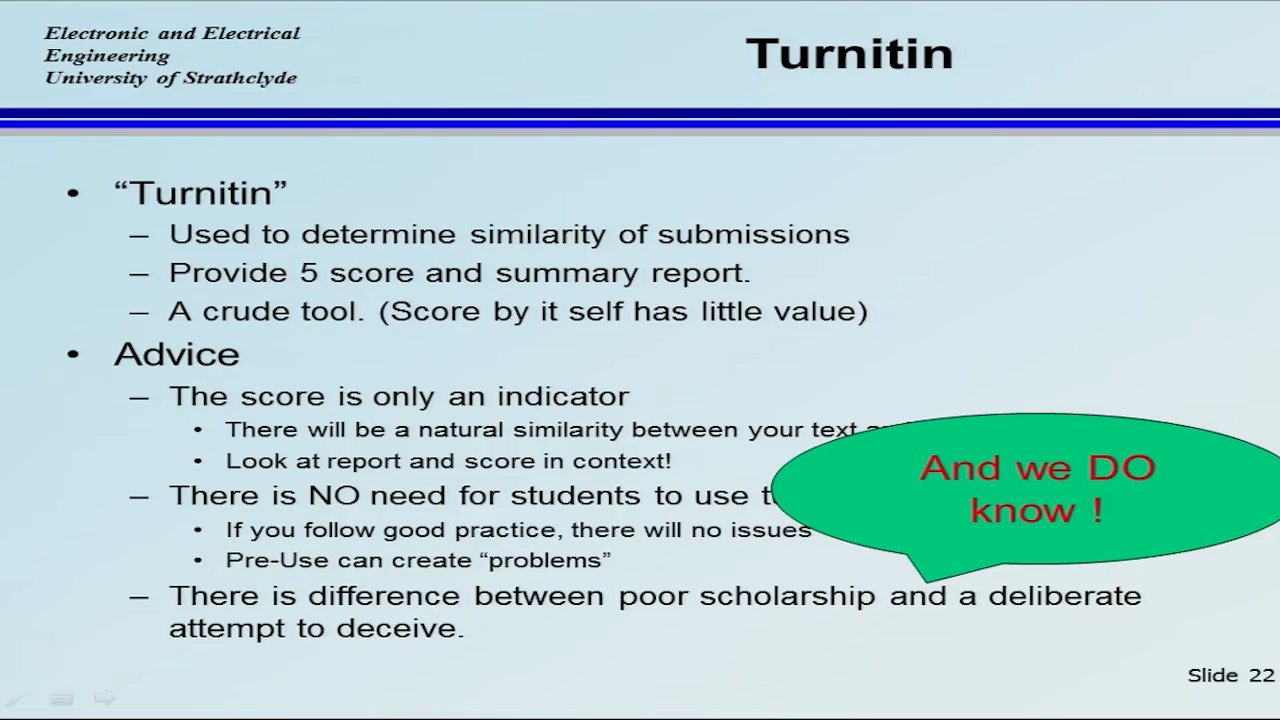 Electronic and Electrical
Engineering
University of Strathclyde
Turnitin
• “Turnitin”
– Used to determine similarity of submissions
– Provide 5 score and summary report.
– A crude tool. (Score by it self has little value)
• Advice
– The score is only an indicator
• There will be a natural similarity between your text
• Look at report and score in context!
– There is NO need for students to use
• If you follow good practice, there will no issues
• Pre-Use can create “problems”
– There is difference between poor scholarship and a deliberate
attempt to deceive.
And we DO
know !
Slide 22